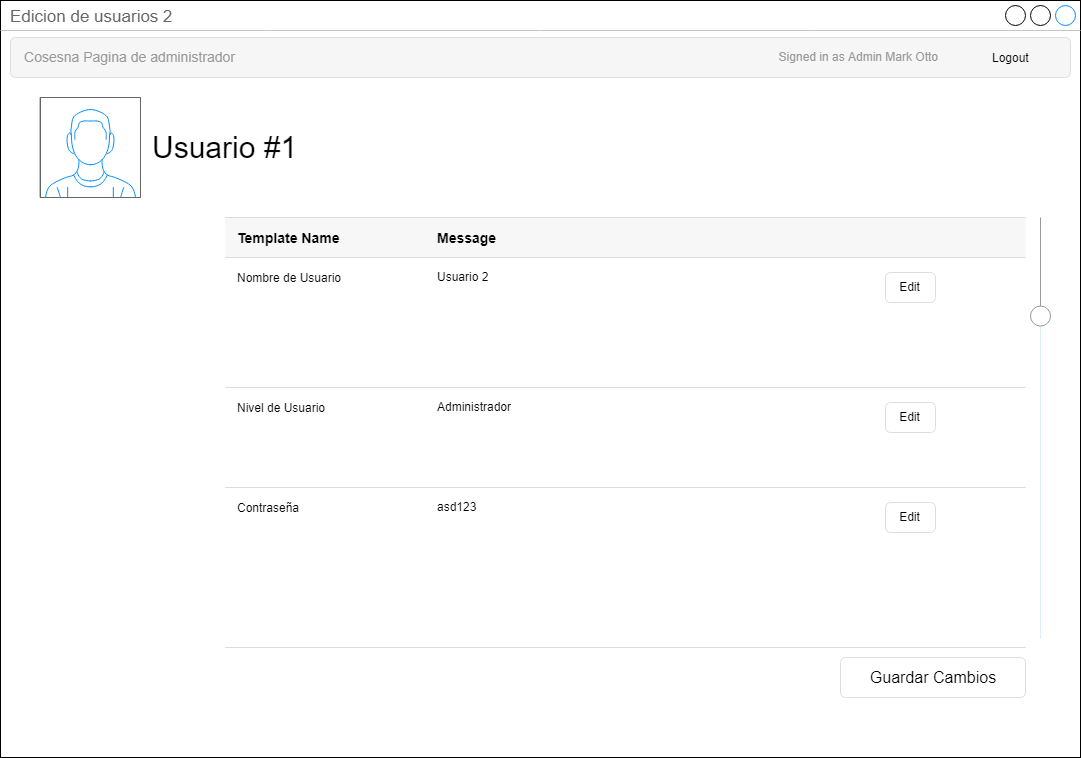 Edicion de usuarios 2
Cosesna Pagina de administrador Signed in as Admin Mark Otto Logout
Usuario #1
Template Name Message
Nombre de Usuario Usuario 2 Edit
Nivel de Usuario Administrador Edit
Contraseña asd123 Edit
Guardar Cambios